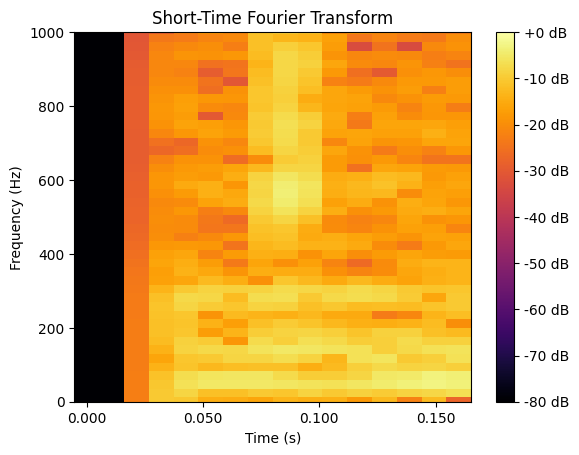 Short-Time Fourier Transform
1000
800
600
400
200
0
Frequency (Hz)
0.000
0.050
0.100
0.150
Time (s)
+0 dB
-10 dB
-20 dB
-30 dB
-40 dB
-50 dB
-60 dB
-70 dB
-80 dB